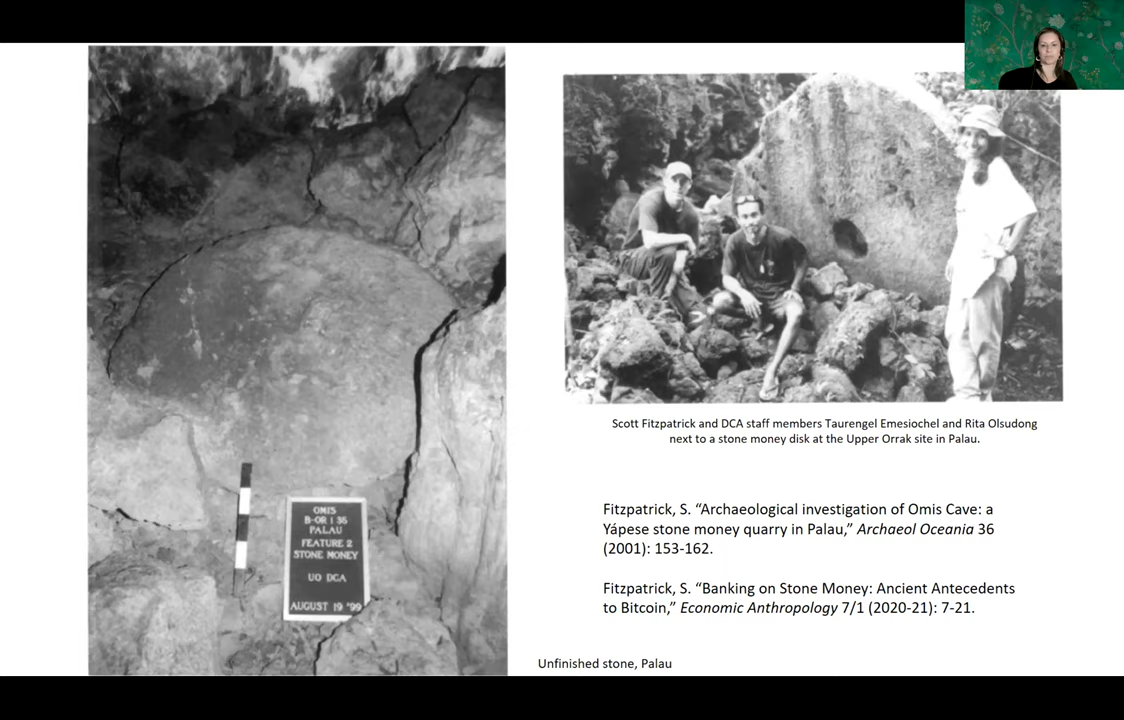 OMIS
B-OR 1 35
PALAU
FEATURE 2
STONE MONEY
UO DCA
AUGUST 19 '99
Scott Fitzpatrick and DCA staff members Taurengel Emesiochel and Rita Olsudong
next to a stone money disk at the Upper Orrak site in Palau.
Fitzpatrick, S. “Archaeological investigation of Omis Cave: a
Yápese stone money quarry in Palau,” Archaeol Oceania 36
(2001): 153-162.
Fitzpatrick, S. “Banking on Stone Money: Ancient Antecedents
to Bitcoin,” Economic Anthropology 7/1 (2020-21): 7-21.
Unfinished stone, Palau